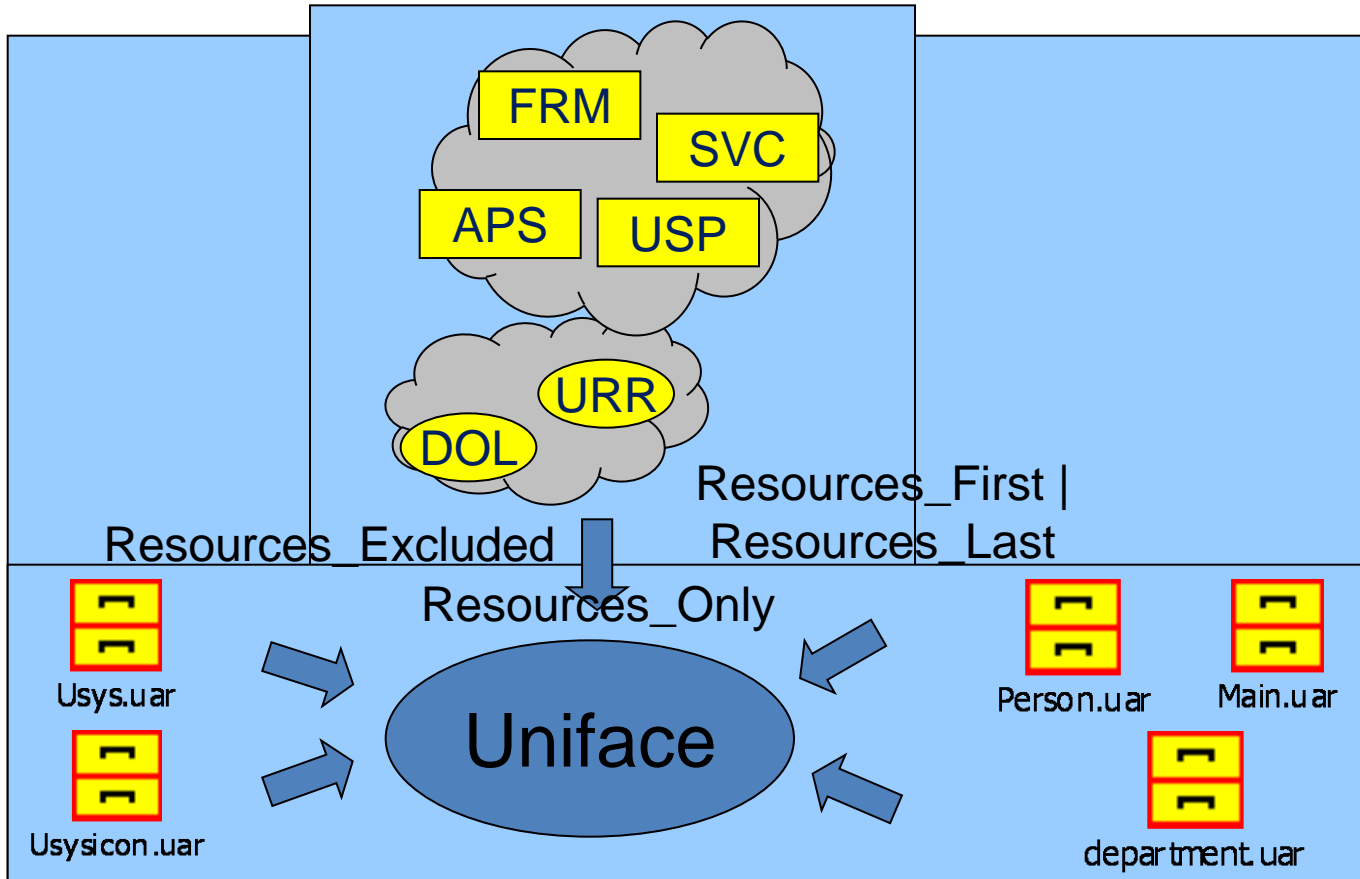 FRM
SVC
APS
USP
URR
DOL
Resources_First |
Resources_Last
Resources_Excluded
Resources_Only
Usys.uar
Person.uar
Main.uar
Uniface
Usysicon.uar
department.uar